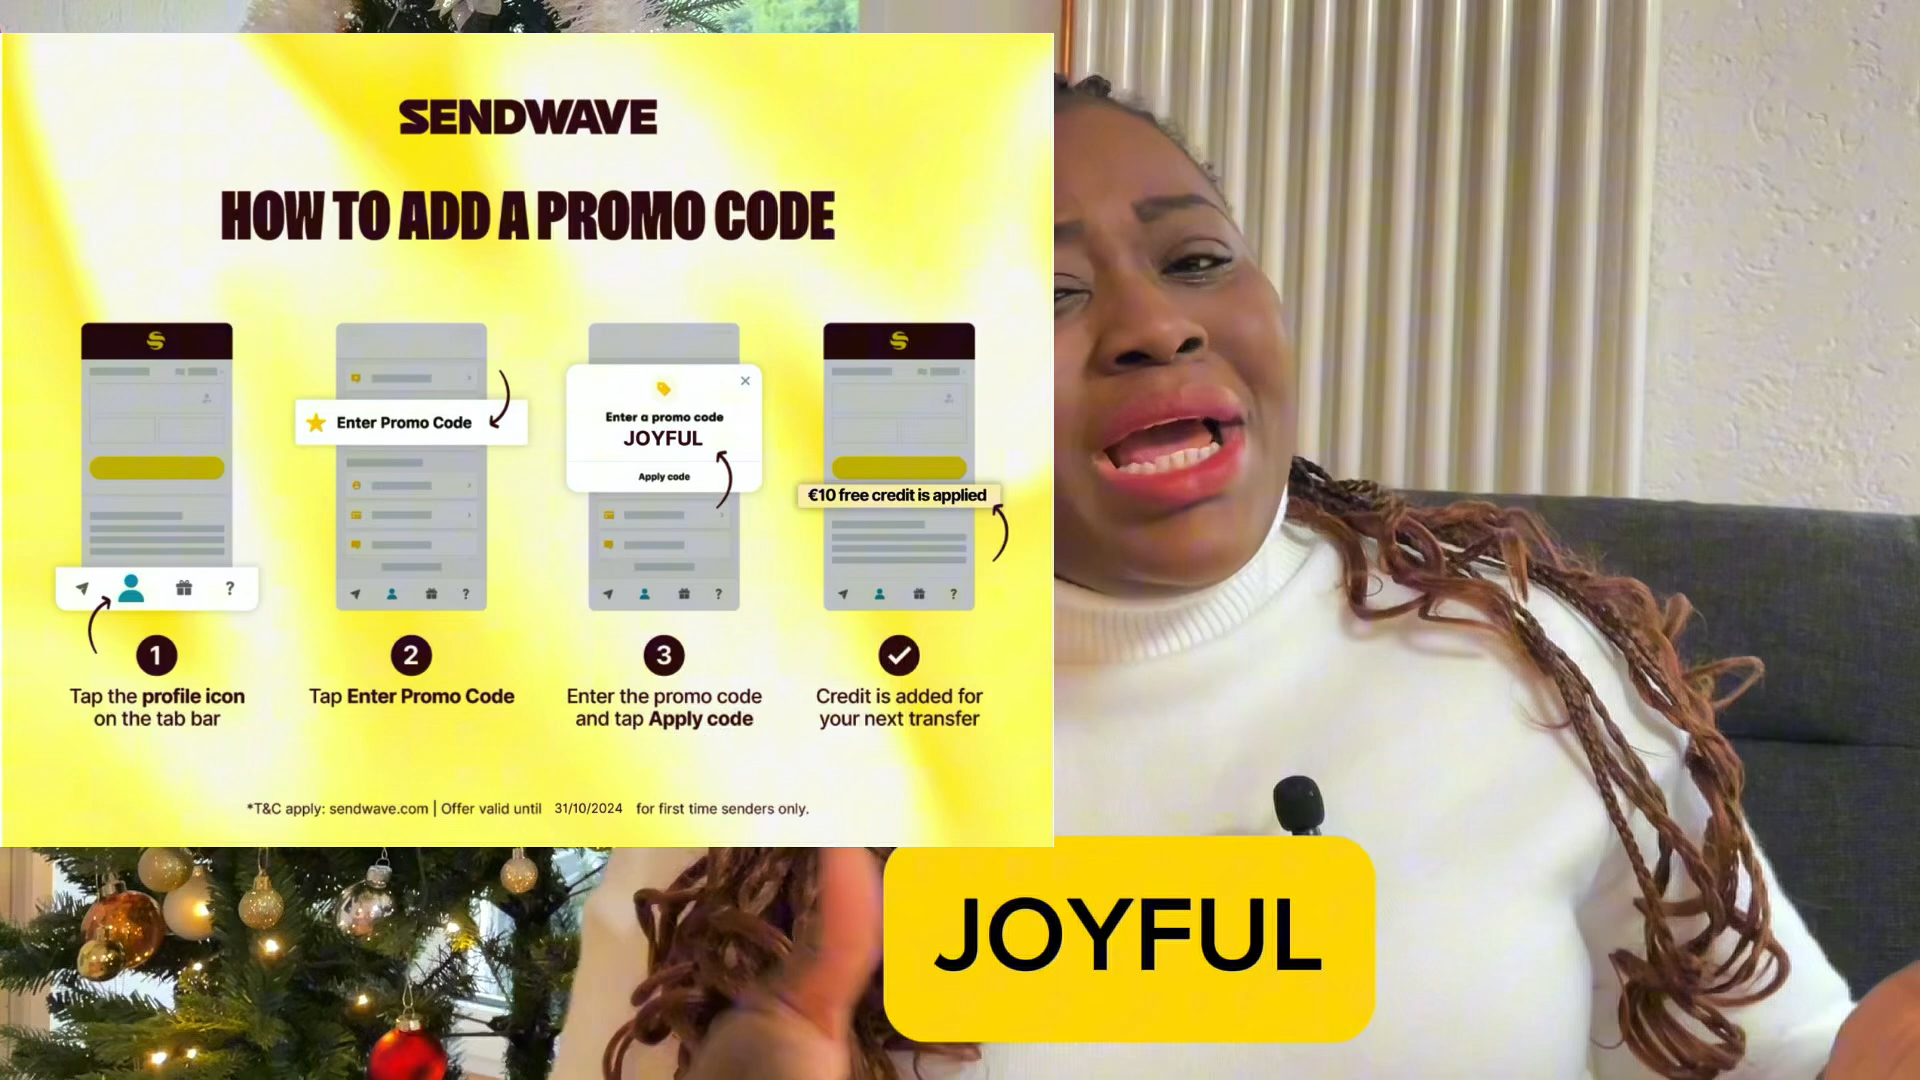 SENDWAVE
HOW TO ADD A PROMO CODE
Enter Promo Code
Enter a promo code
JOYFUL
Apply code
€10 free credit is applied
?
?
?
?
1
2
3
Tap the profile icon
on the tab bar
Tap Enter Promo Code
Enter the promo code
and tap Apply code
Credit is added for
your next transfer
*T&C apply: sendwave.com | Offer valid until 31/10/2024 for first time senders only.
JOYFUL